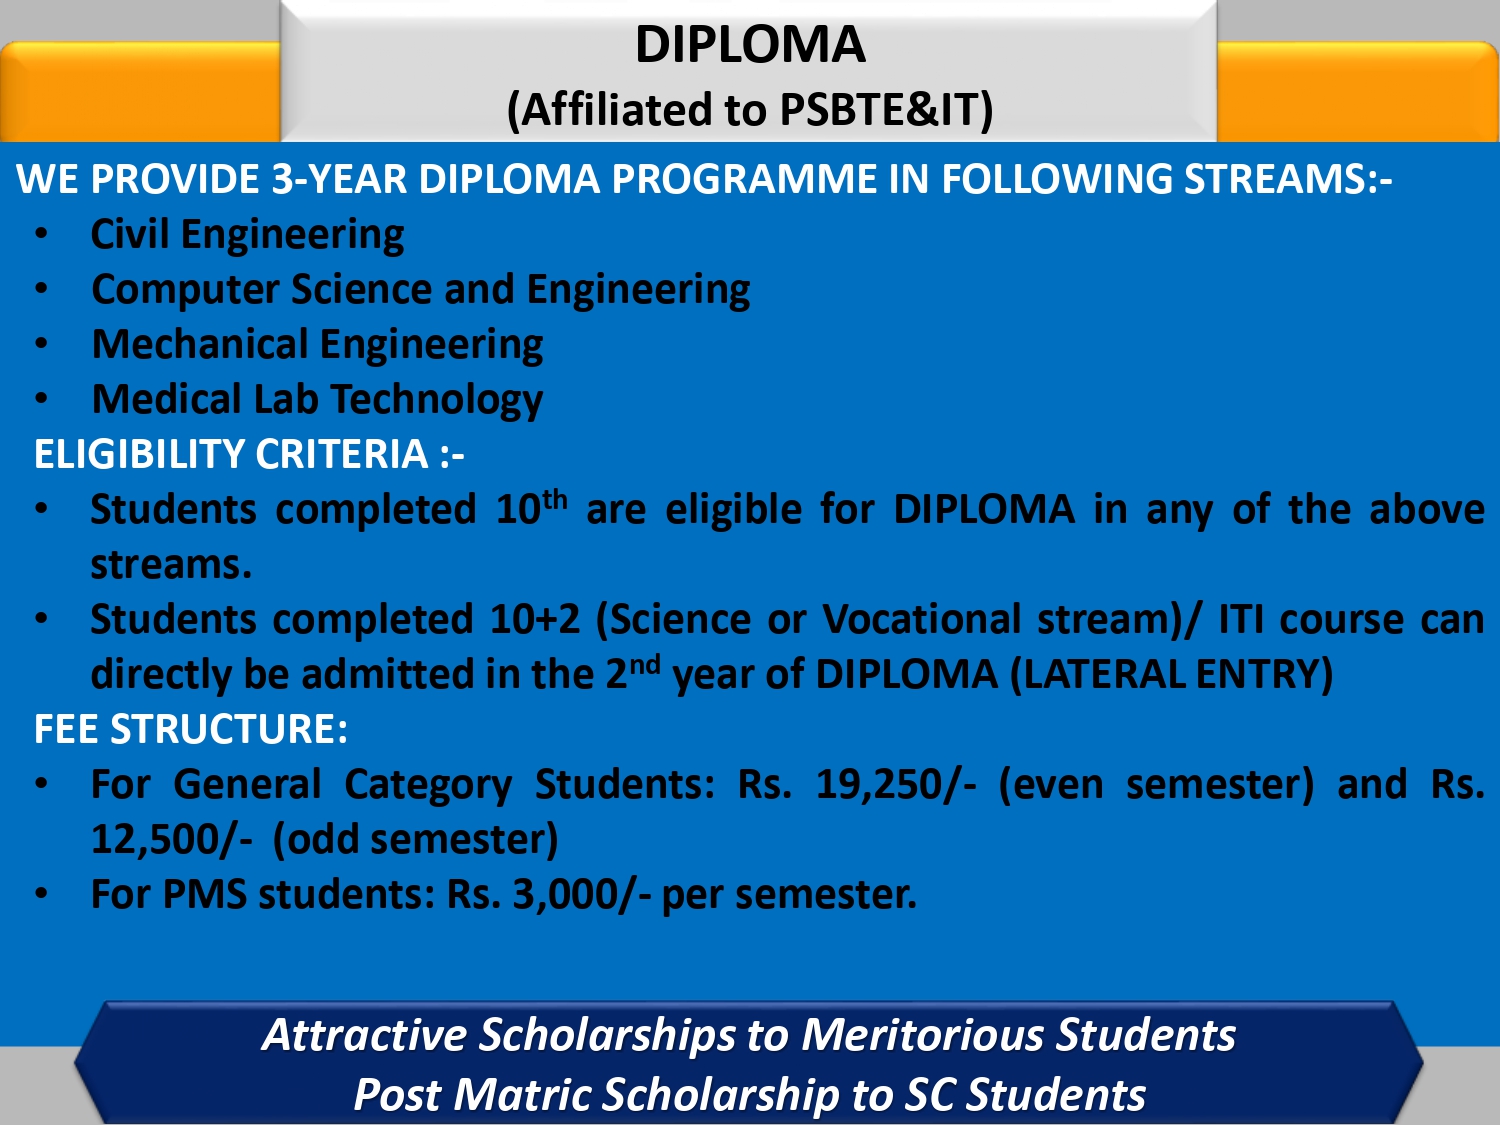 DIPLOMA
(Affiliated to PSBTE&IT)
WE PROVIDE 3-YEAR DIPLOMA PROGRAMME IN FOLLOWING STREAMS:-
• Civil Engineering
• Computer Science and Engineering
• Mechanical Engineering
• Medical Lab Technology
ELIGIBILITY CRITERIA :-
• Students completed 10th are eligible for DIPLOMA in any of the above
streams.
• Students completed 10+2 (Science or Vocational stream)/ ITI course can
directly be admitted in the 2nd year of DIPLOMA (LATERAL ENTRY)
FEE STRUCTURE:
• For General Category Students: Rs. 19,250/- (even semester) and Rs.
12,500/- (odd semester)
• For PMS students: Rs. 3,000/- per semester.
Attractive Scholarships to Meritorious Students
Post Matric Scholarship to SC Students